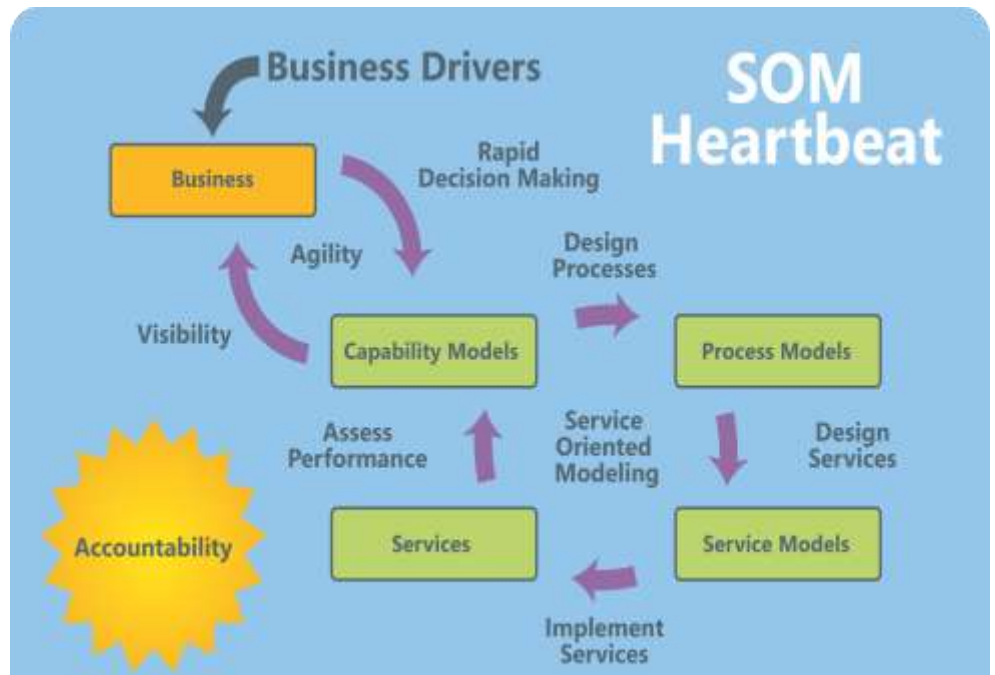 Business Drivers
SOM
Heartbeat
Business
Rapid
Decision Making
Agility
Design
Processes
Visibility
Capability Models
Process Models
Assess
Performance
Service
Oriented
Modeling
Design
Services
Accountability
Services
Service Models
Implement
Services